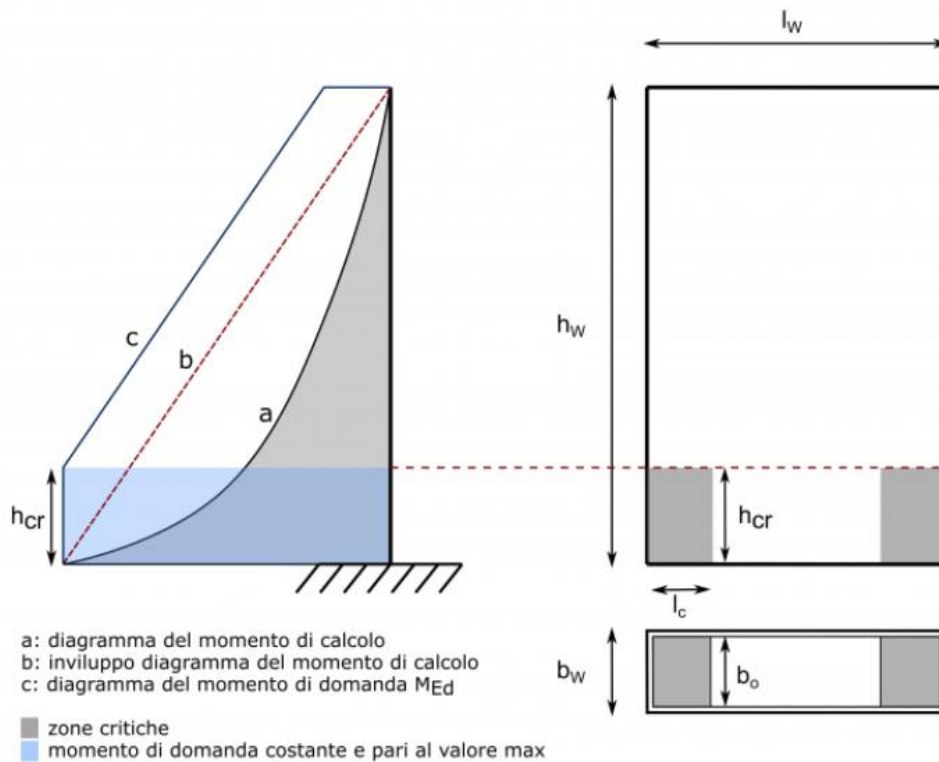 l_w
c
b
a
h_w
h_cr
h_cr
l_c
b_w
b_o
a: diagramma del momento di calcolo
b: inviluppo diagramma del momento di calcolo
c: diagramma del momento di domanda M_Ed
zone critiche
momento di domanda costante e pari al valore max